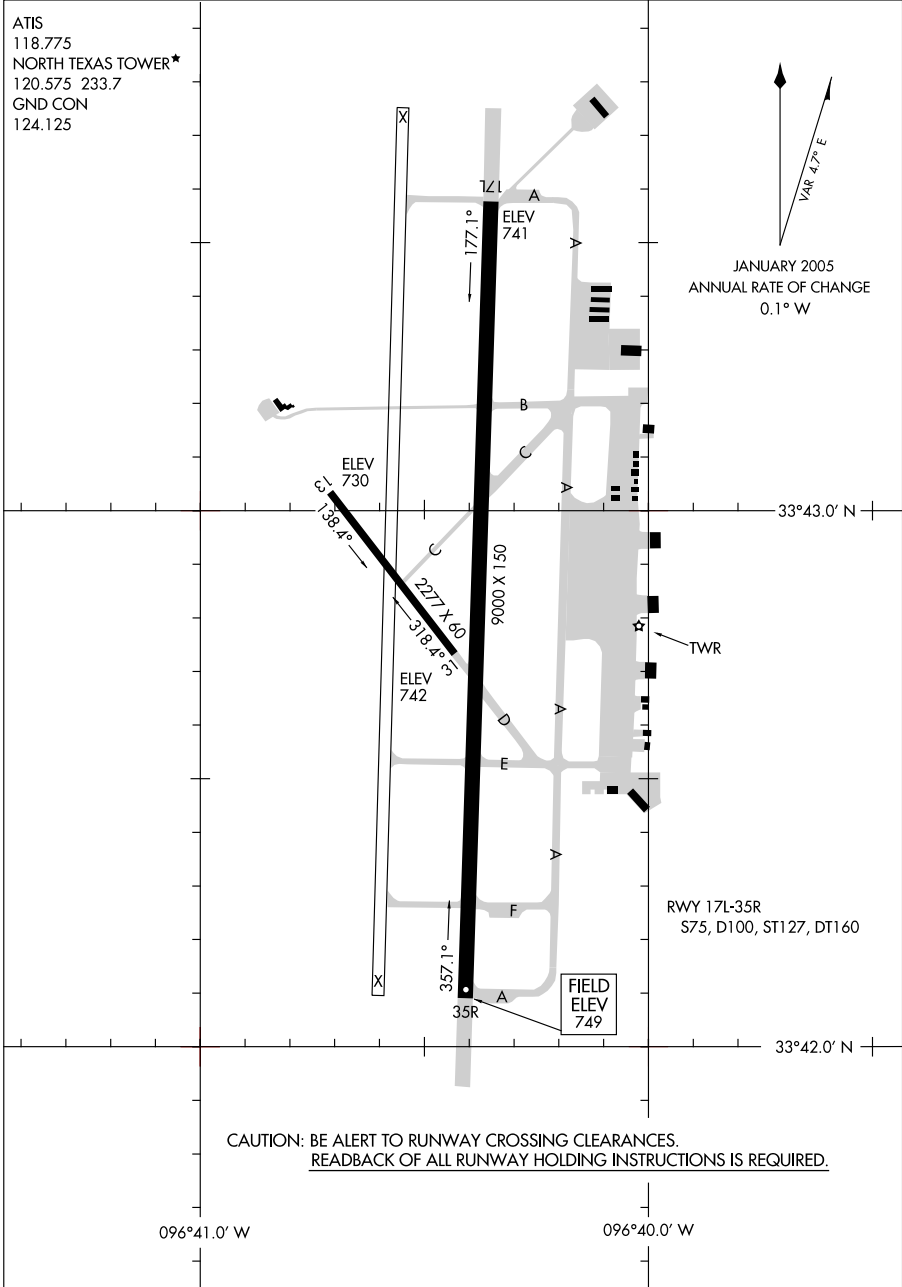 ATIS
118.775
NORTH TEXAS TOWER★
120.575 233.7
GND CON
124.125
X
17L
A
ELEV
741
177.1°
A
VAR 4.7° E
JANUARY 2005
ANNUAL RATE OF CHANGE
0.1° W
B
C
A
ELEV
730
13
138.4°
33°43.0' N
C
9000 X 150
2277 X 60
318.4°
31
TWR
ELEV
742
A
D
E
A
RWY 17L-35R
S75, D100, ST127, DT160
F
357.1°
X
A
35R
FIELD
ELEV
749
33°42.0' N
CAUTION: BE ALERT TO RUNWAY CROSSING CLEARANCES.
READBACK OF ALL RUNWAY HOLDING INSTRUCTIONS IS REQUIRED.
096°41.0' W
096°40.0' W